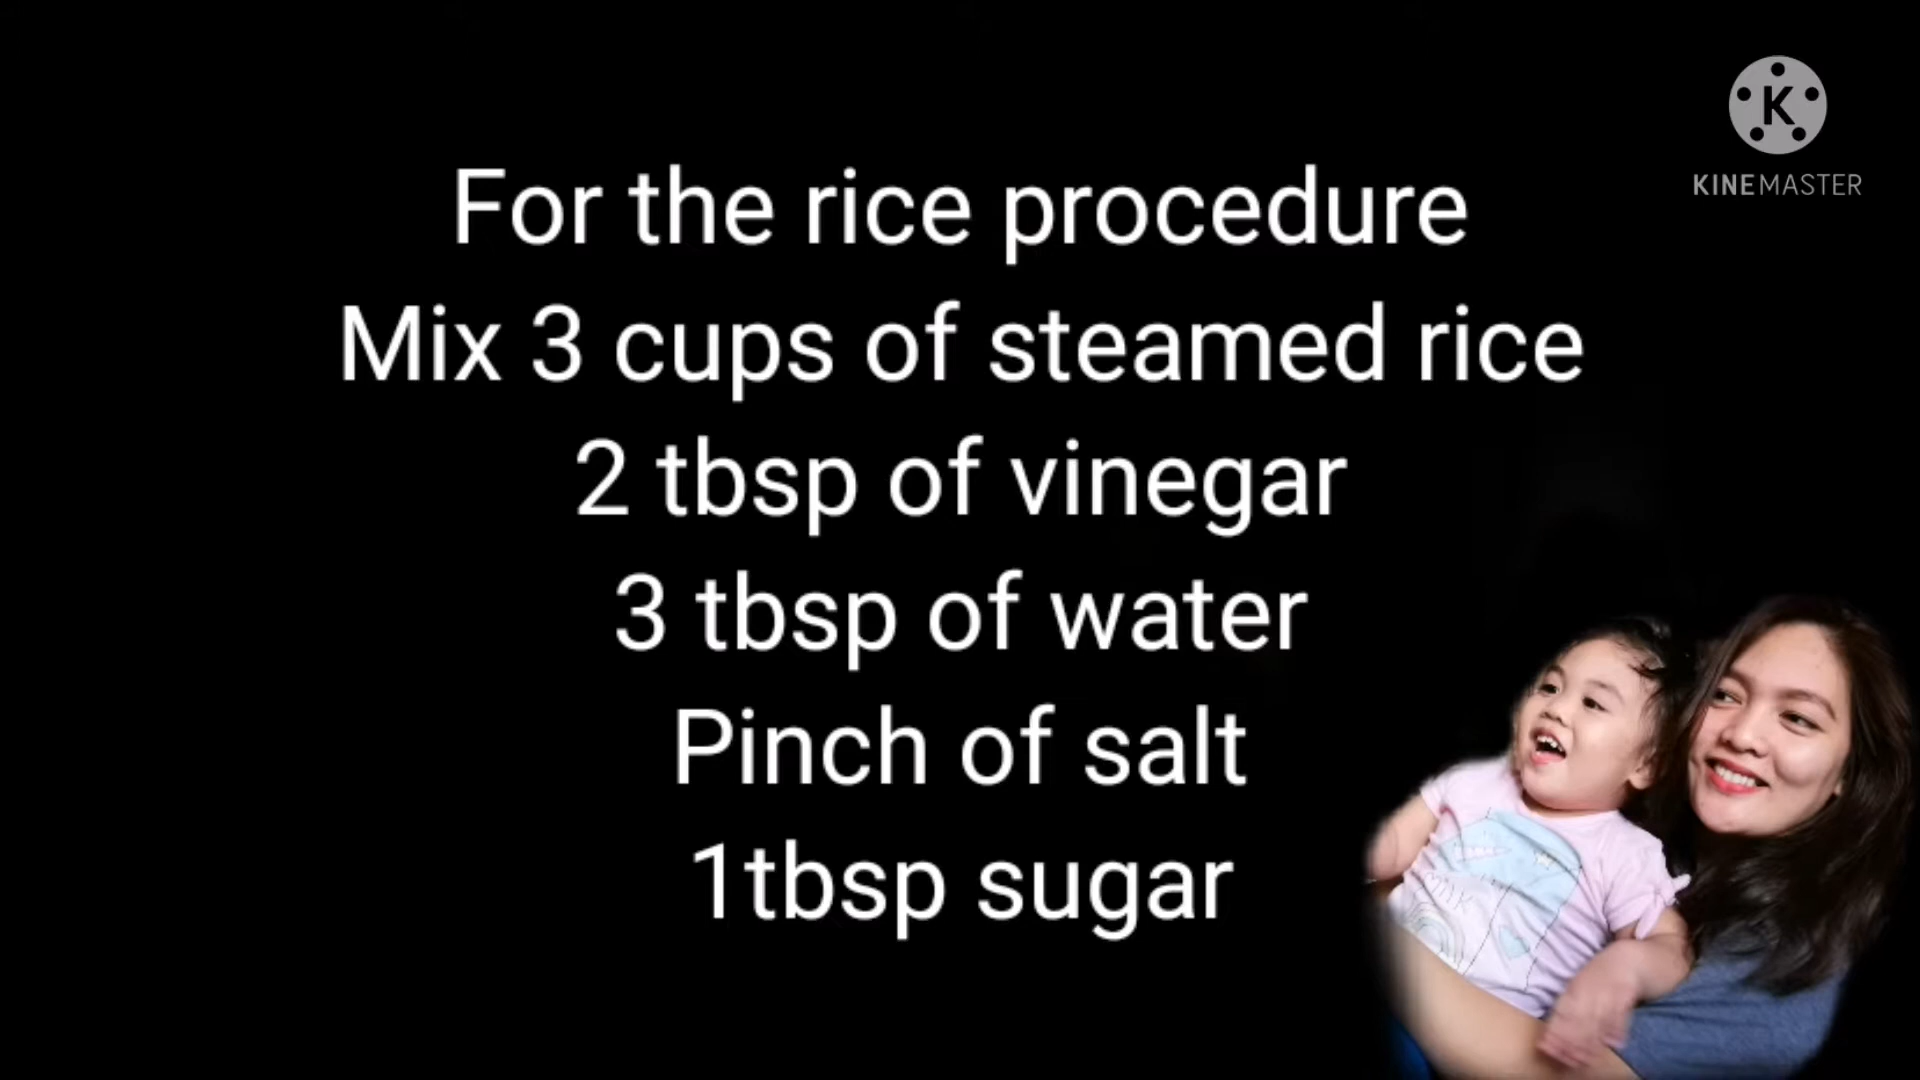 For the rice procedure
Mix 3 cups of steamed rice
2 tbsp of vinegar
3 tbsp of water
Pinch of salt
1tbsp sugar
K
KINEMASTER